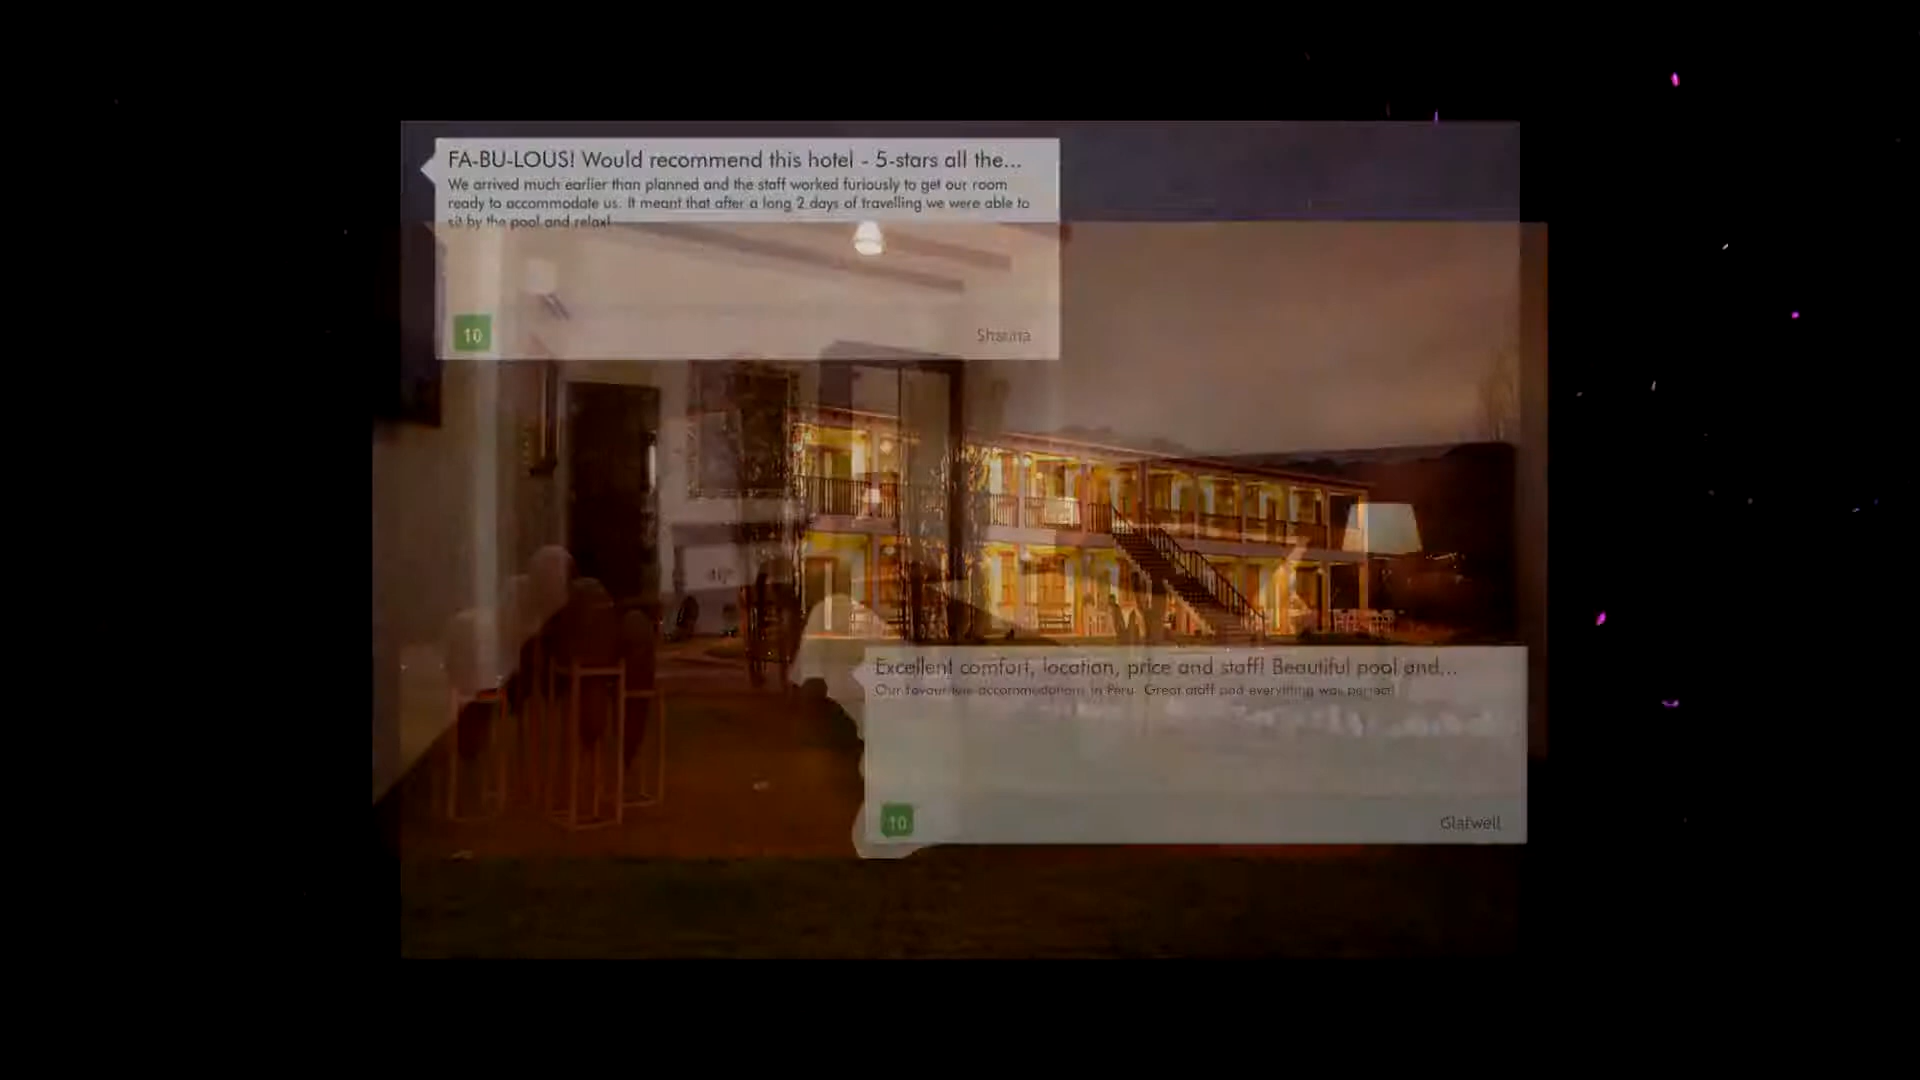 FA-BU-LOUS! Would recommend this hotel - 5-stars all the...
We arrived much earlier than planned and the staff worked furiously to get our room
ready to accommodate us. It meant that after a long 2 days of travelling we were able to
sit by the pool and relax!
10
Shauna
Excellent comfort, location, price and staff! Beautiful pool and...
Our favourite accommodations in Peru. Great staff and everything was perfect!
10
Glatwell